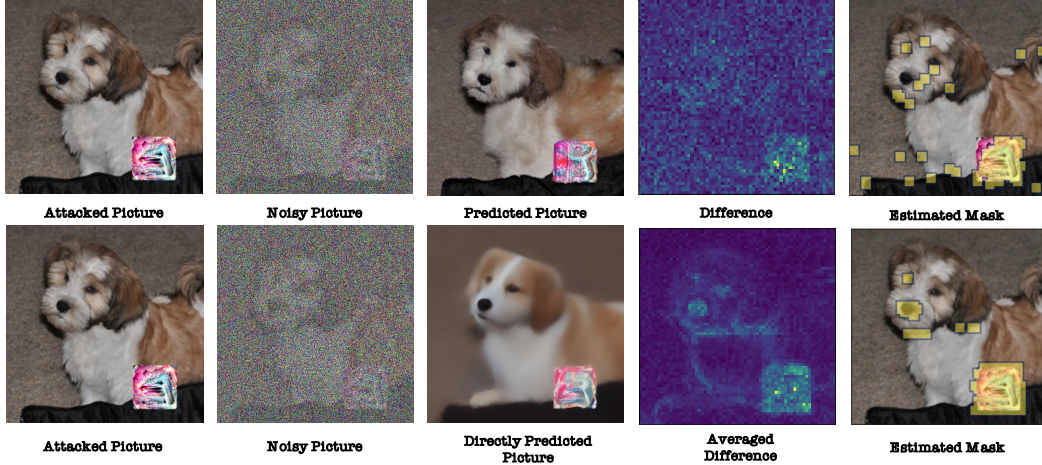 Attacked Picture
Noisy Picture
Predicted Picture
Difference
Estimated Mask
Attacked Picture
Noisy Picture
Directly Predicted
Picture
Averaged
Difference
Estimated Mask